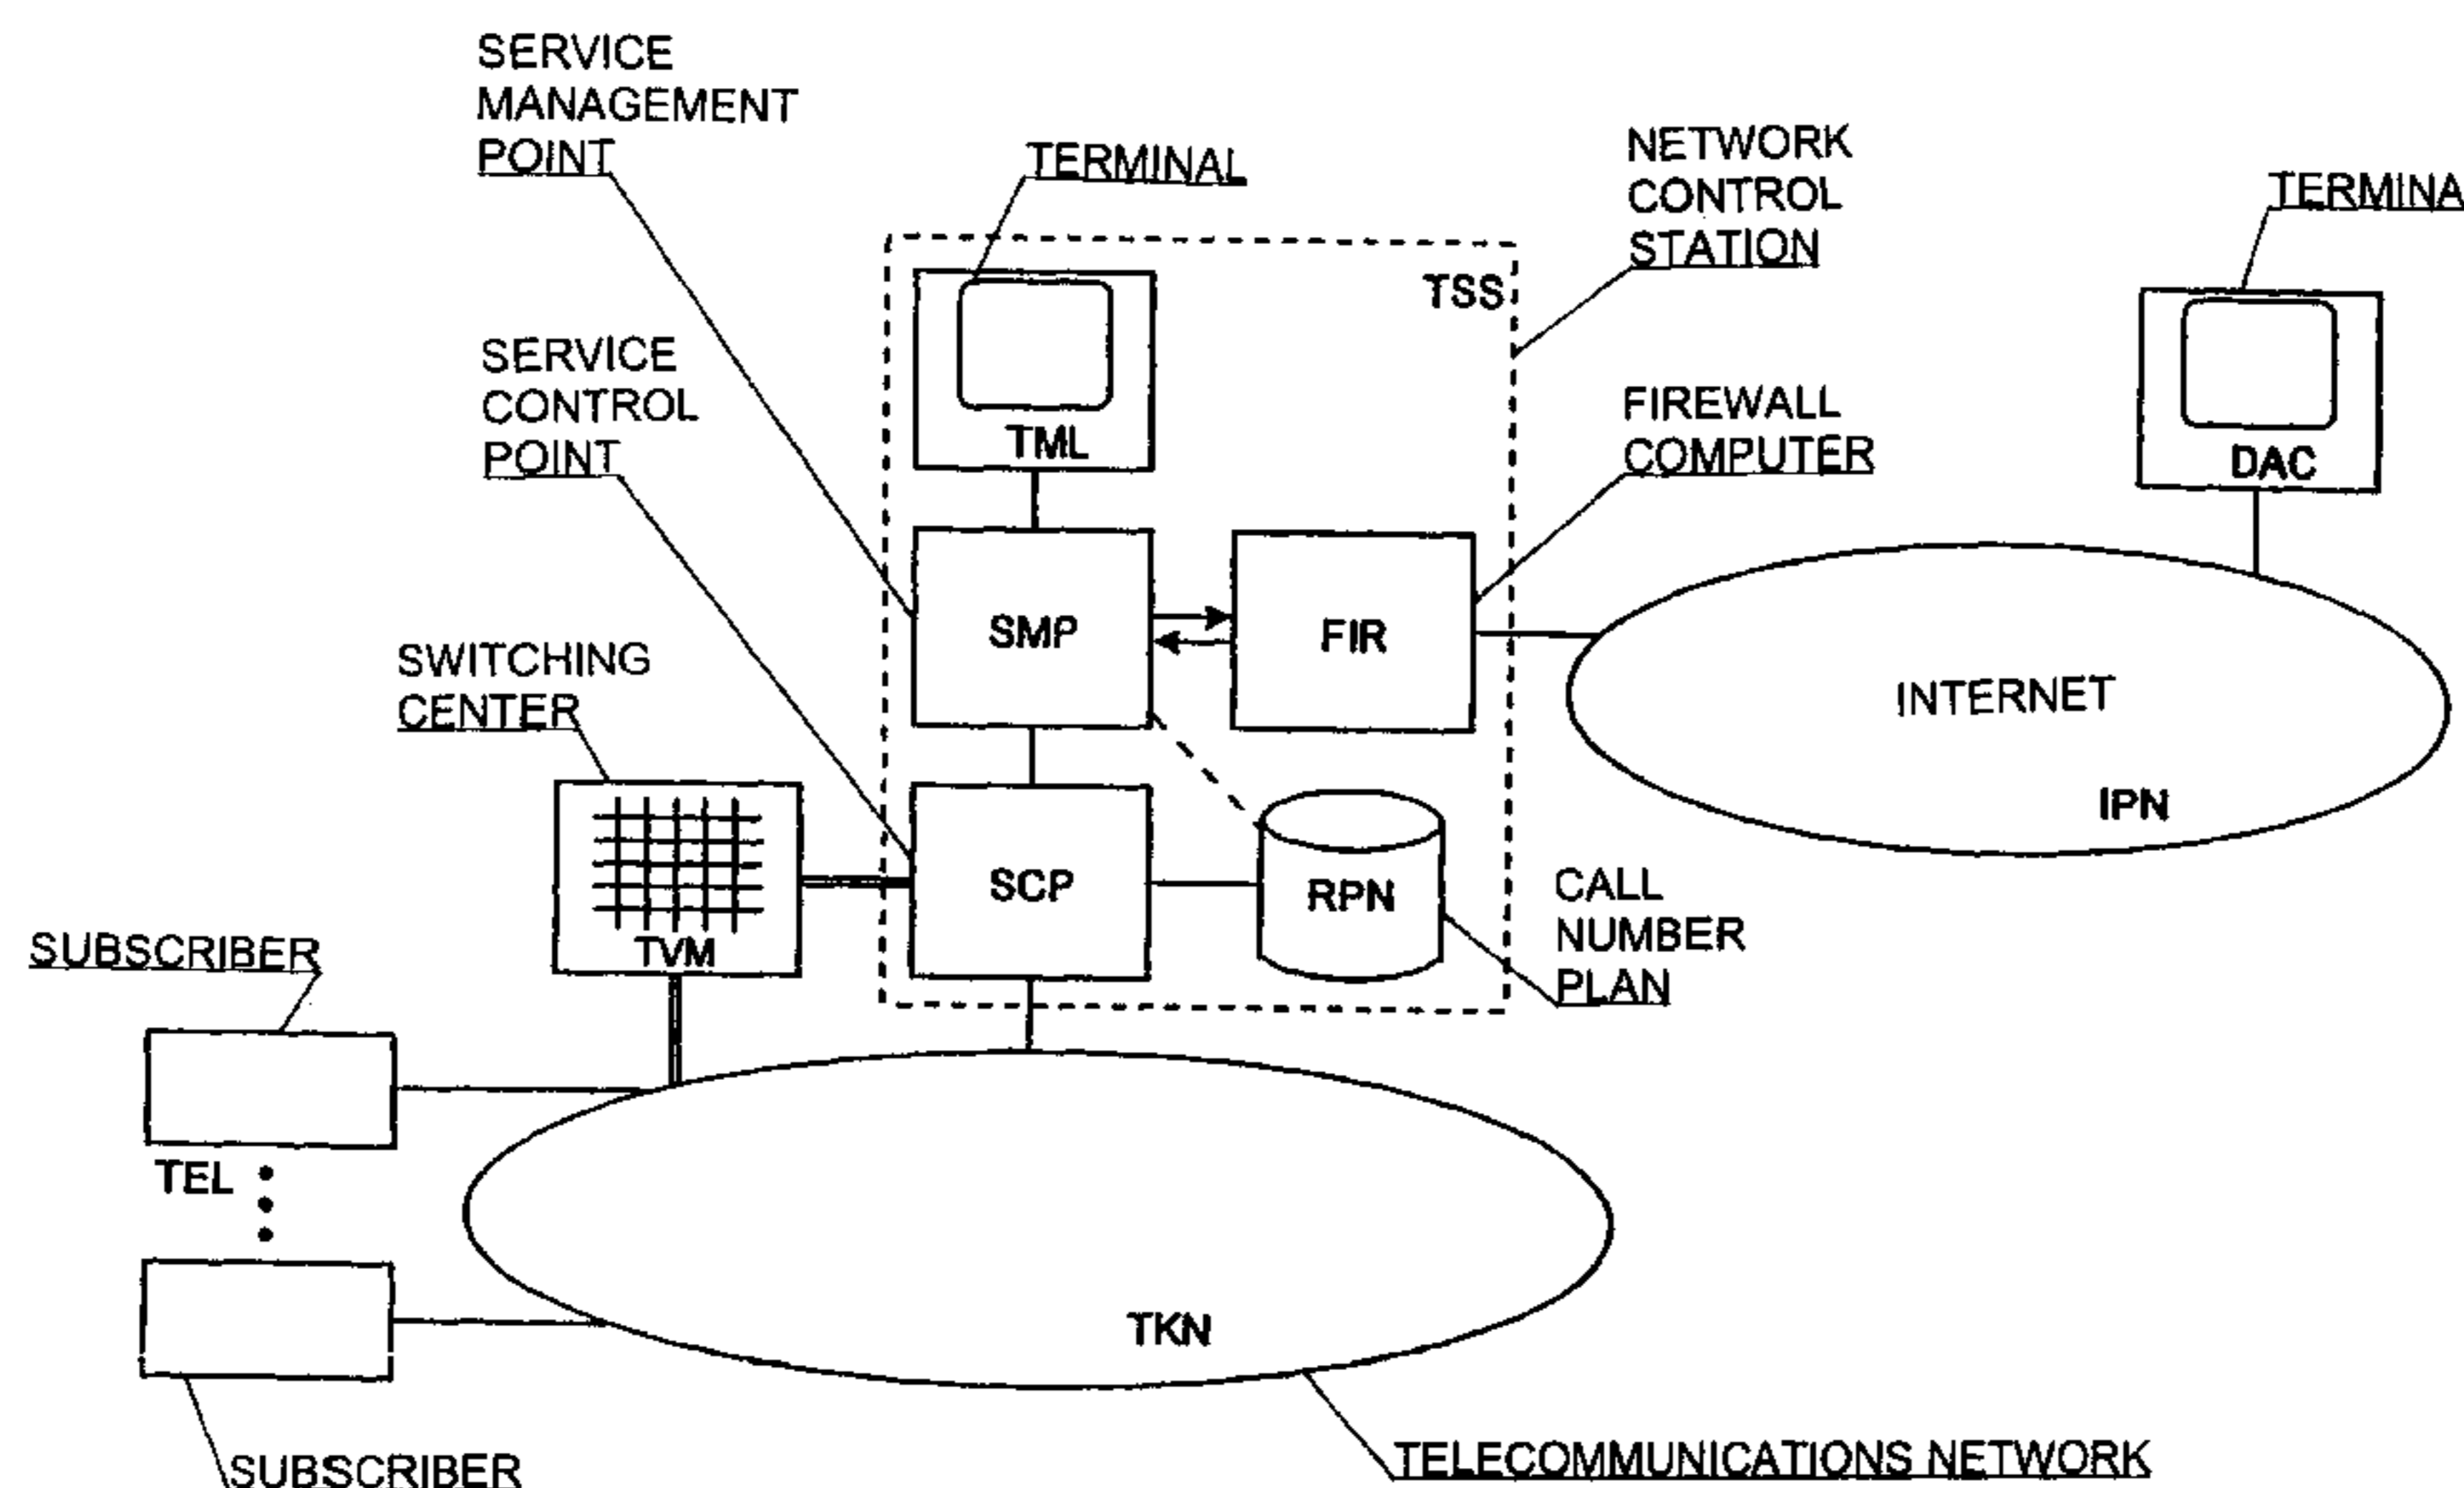 SERVICE
MANAGEMENT
POINT
TERMINAL
NETWORK
CONTROL
STATION
TERMINA
TSS
SERVICE
CONTROL
POINT
TML
FIREWALL
COMPUTER
DAC
SMP
FIR
SWITCHING
CENTER
INTERNET
IPN
TVM
SCP
RPN
CALL
NUMBER
PLAN
SUBSCRIBER
TEL
TKN
SUBSCRIBER
TELECOMMUNICATIONS NETWORK